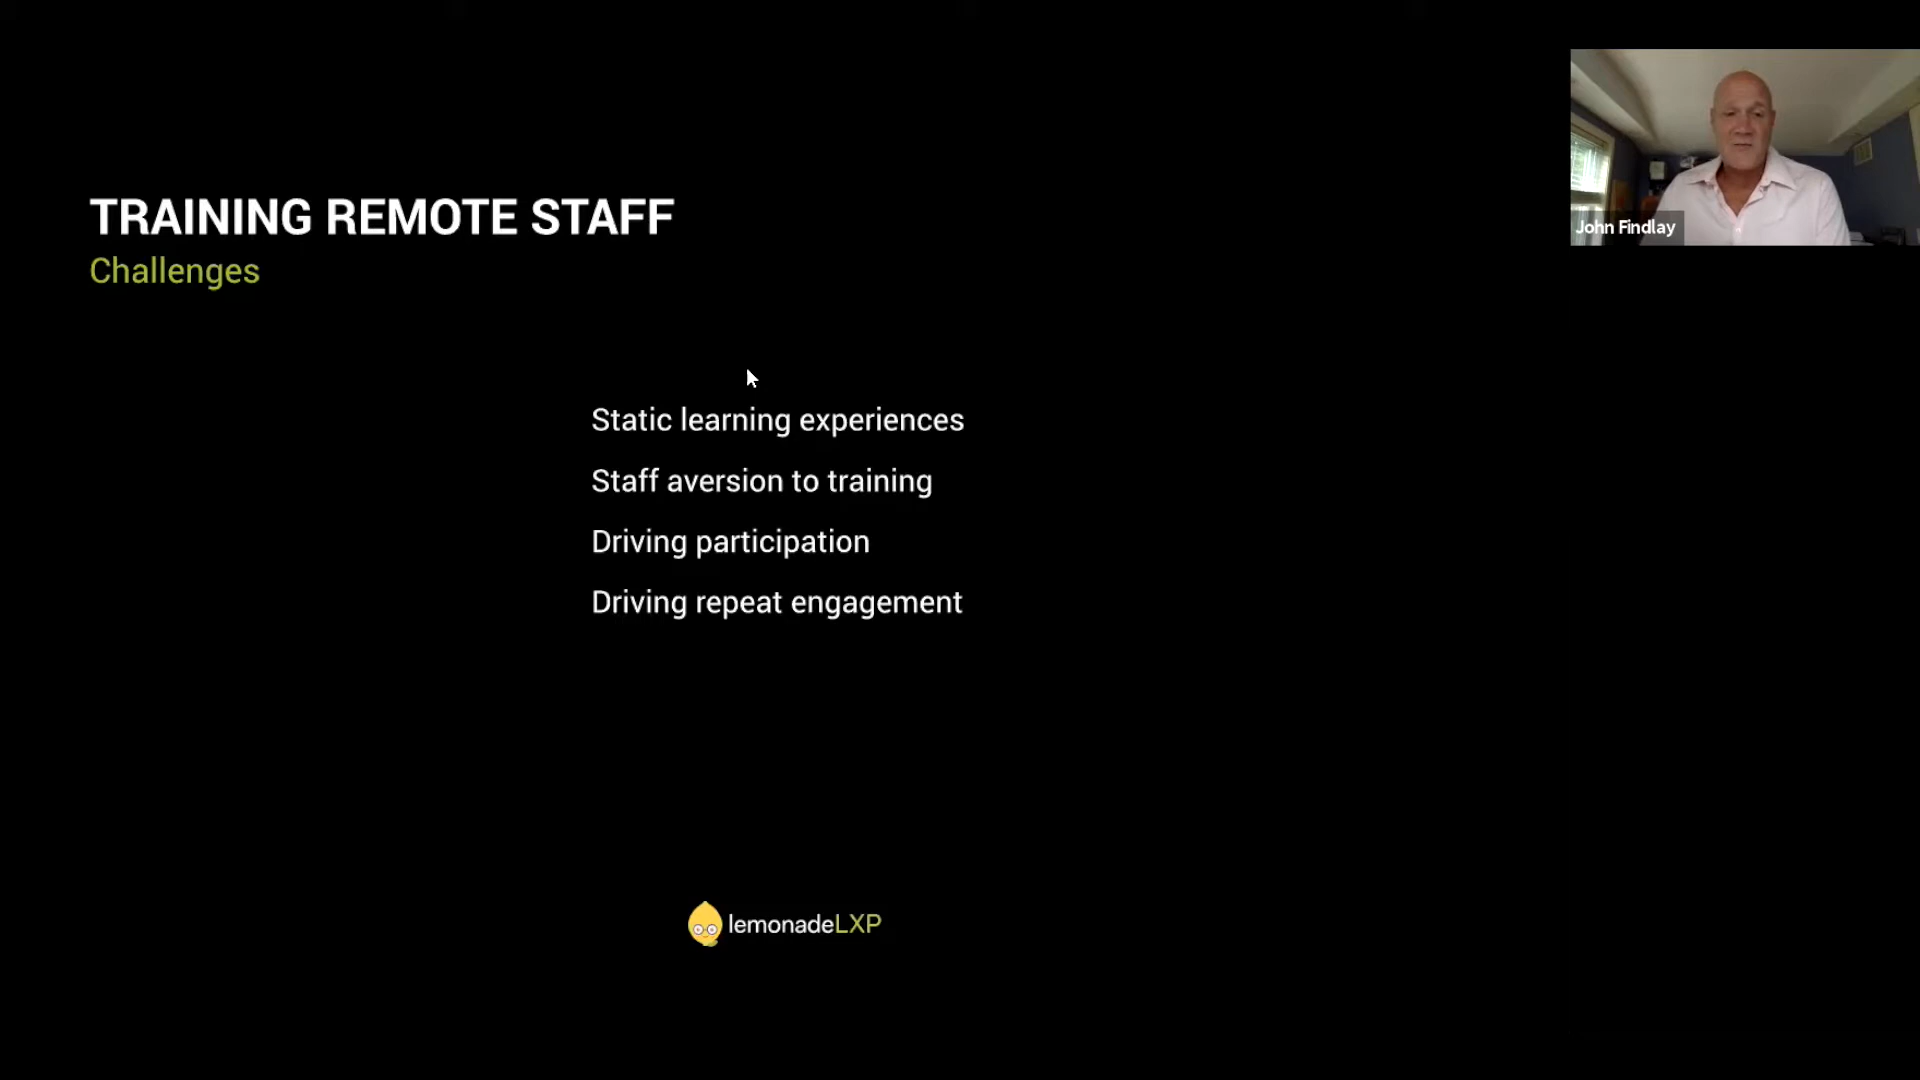 TRAINING REMOTE STAFF
Challenges
John Findlay
Static learning experiences
Staff aversion to training
Driving participation
Driving repeat engagement
lemonadeLXP